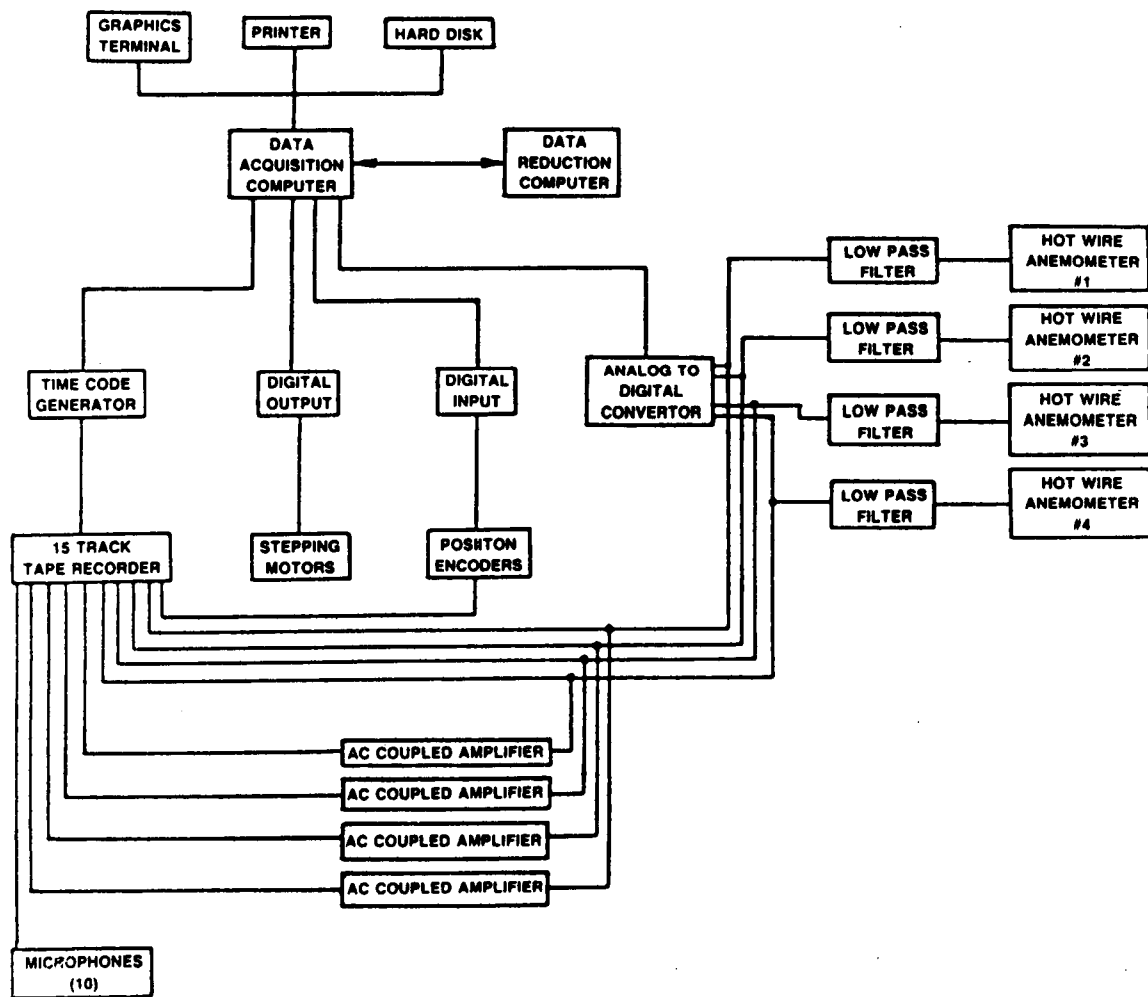 GRAPHICS
TERMINAL
PRINTER
HARD DISK
DATA
ACQUISITION
COMPUTER
DATA
REDUCTION
COMPUTER
LOW PASS
FILTER
HOT WIRE
ANEMOMETER
#1
LOW PASS
FILTER
HOT WIRE
ANEMOMETER
#2
TIME CODE
GENERATOR
DIGITAL
OUTPUT
DIGITAL
INPUT
ANALOG TO
DIGITAL
CONVERTOR
LOW PASS
FILTER
HOT WIRE
ANEMOMETER
#3
LOW PASS
FILTER
HOT WIRE
ANEMOMETER
#4
15 TRACK
TAPE RECORDER
STEPPING
MOTORS
POSIITON
ENCODERS
AC COUPLED AMPLIFIER
AC COUPLED AMPLIFIER
AC COUPLED AMPLIFIER
AC COUPLED AMPLIFIER
MICROPHONES
(10)